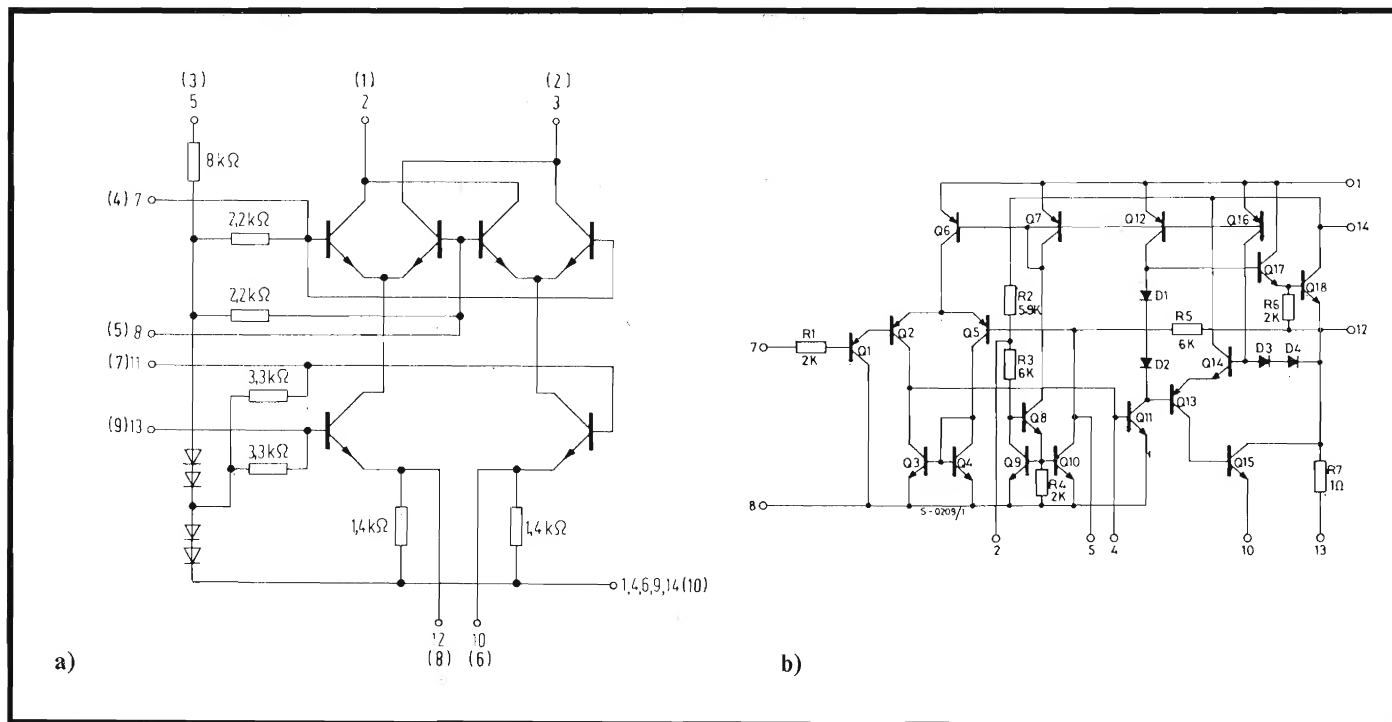 (3) (1) (2)
5 2 3
8kΩ
(4) 7
2,2kΩ
2,2kΩ
(5) 8
(7) 11
3,3kΩ
(9) 13
3,3kΩ
1,4kΩ 1,4kΩ
1,4,6,9,14(10)
12 10
(8) (6)
a)
1
Q6 Q7 Q12 Q16
14
Q17 Q18
R2
5.9K
D1
R6
2K
R1
2K
7
Q1 Q2 Q5
R5
6K
12
R3
6K
D2
Q14 D3 D4
Q8 Q11 Q13
Q3 Q4 Q9 Q10 Q15
R4
2K
R7
1Ω
8
S-0209/1
2 5 4 10 13
b)